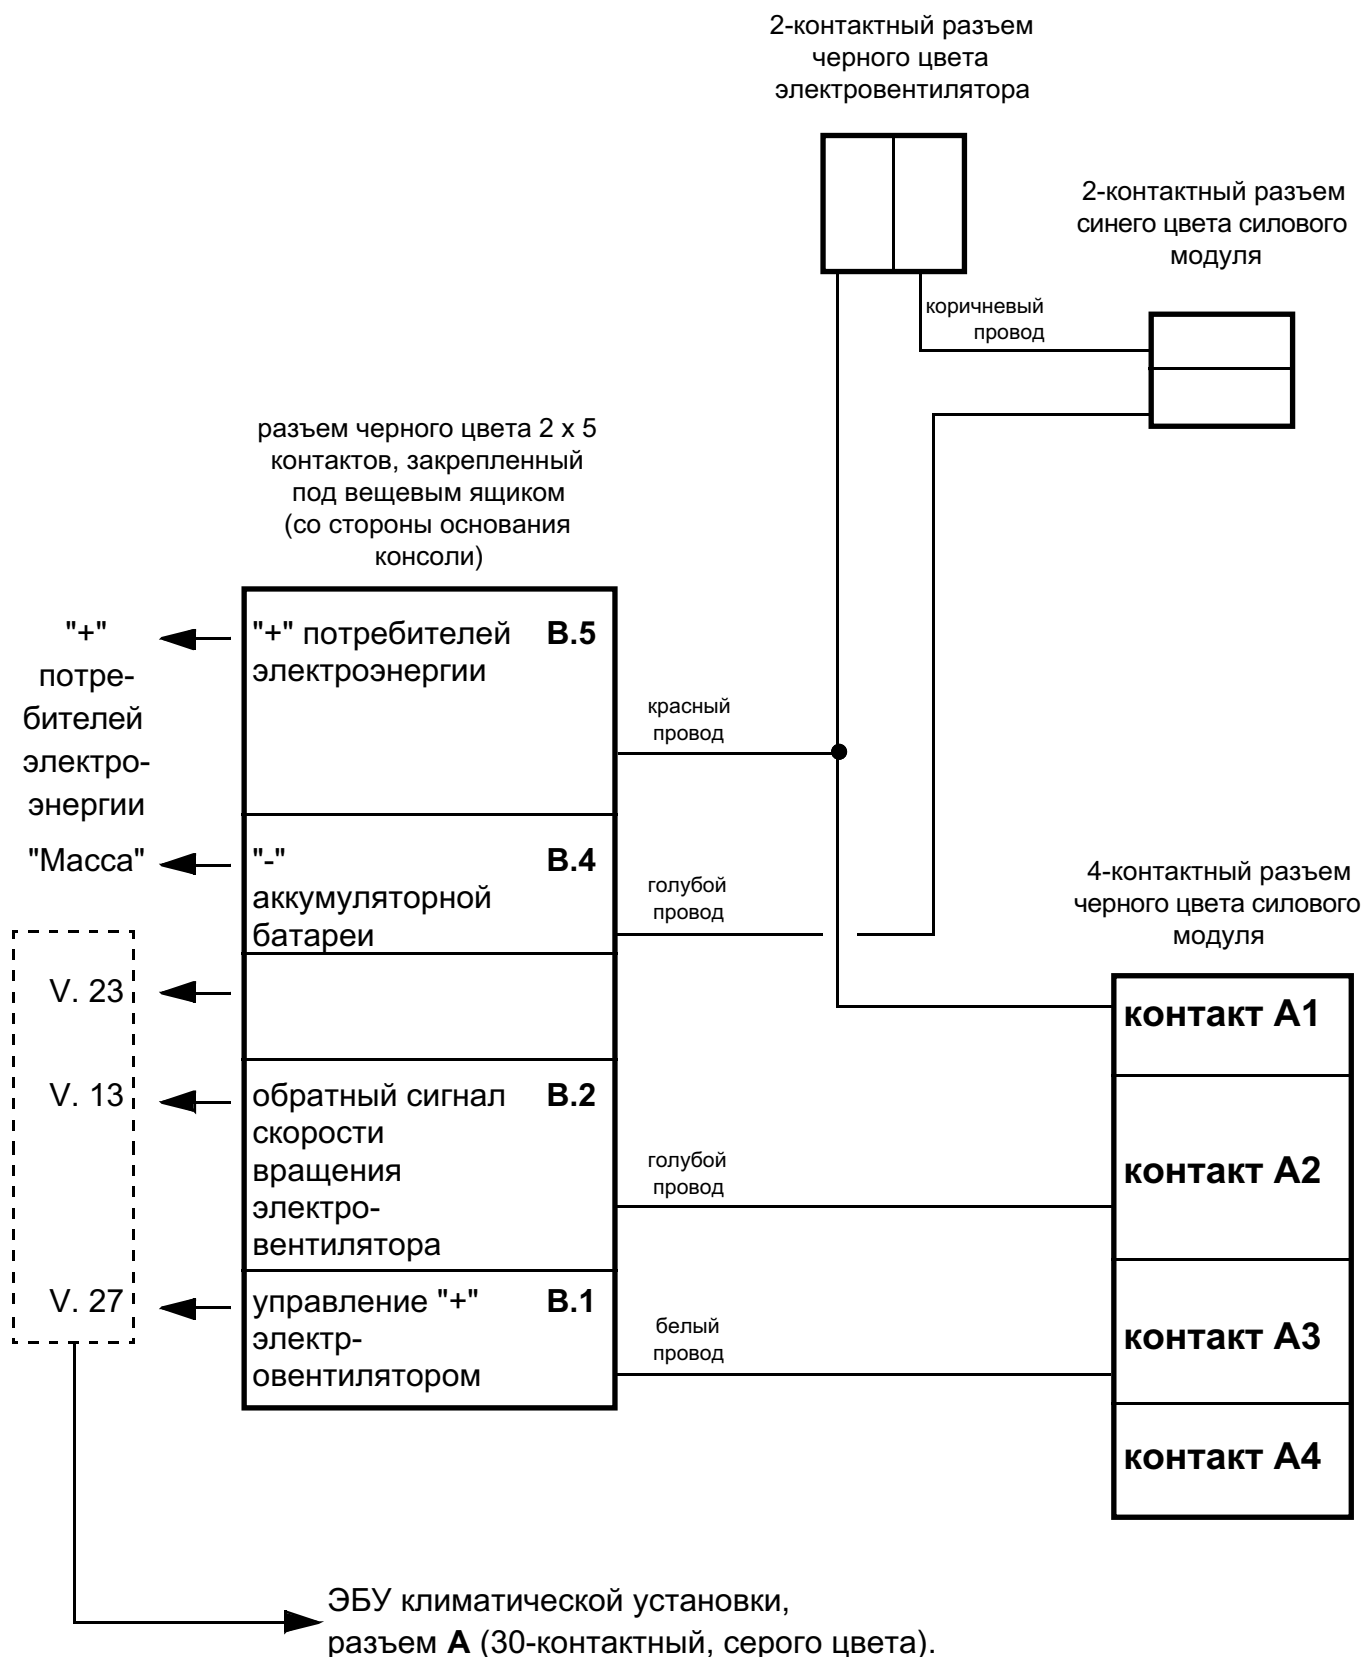 2-контактный разъем
черного цвета
электровентилятора
2-контактный разъем
синего цвета силового
модуля
коричневый
провод
разъем черного цвета 2 x 5
контактов, закрепленный
под вещевым ящиком
(со стороны основания
консоли)
"+"
потре-
бителей
электро-
энергии
"+" потребителей B.5
электроэнергии
красный
провод
"Масса"
"-" B.4
аккумуляторной
батареи
голубой
провод
4-контактный разъем
черного цвета силового
модуля
V. 23
контакт A1
V. 13
обратный сигнал B.2
скорости
вращения
электро-
вентилятора
голубой
провод
контакт A2
V. 27
управление "+" B.1
электр-
овентилятором
белый
провод
контакт A3
контакт A4
ЭБУ климатической установки,
разъем A (30-контактный, серого цвета).